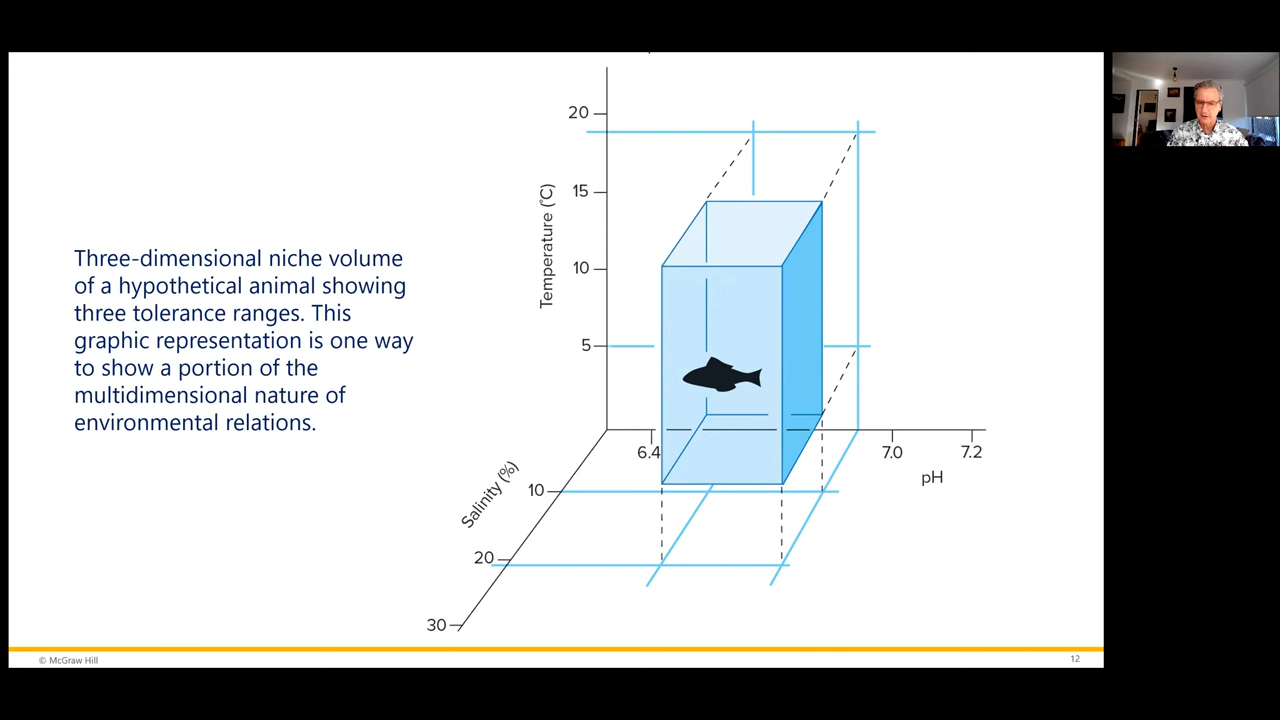 Three-dimensional niche volume
of a hypothetical animal showing
three tolerance ranges. This
graphic representation is one way
to show a portion of the
multidimensional nature of
environmental relations.
20
15
10
5
Temperature (°C)
6.4
7.0
7.2
pH
Salinity (%)
10
20
30
© McGraw Hill
12